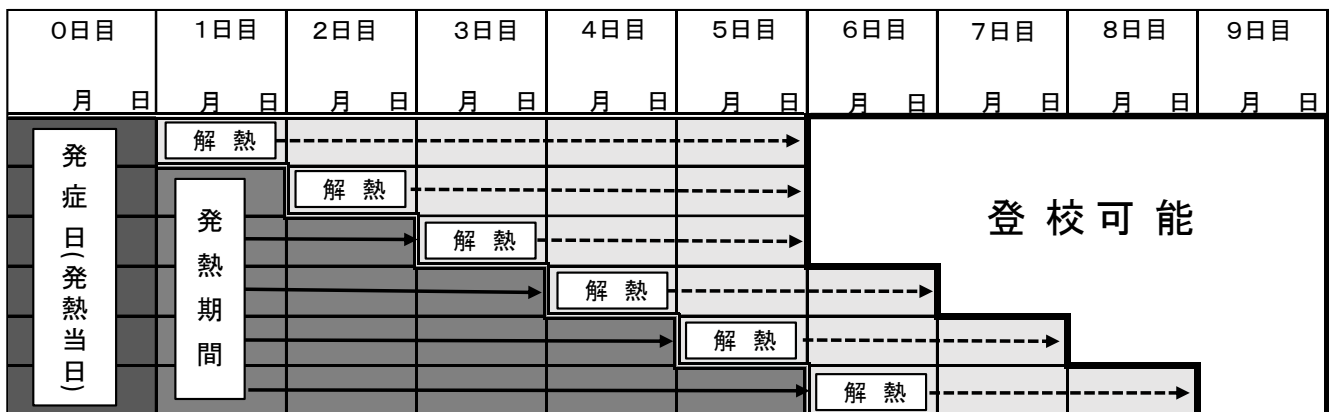 0日目 1日目 2日目 3日目 4日目 5日目 6日目 7日目 8日目 9日目
月 日 月 日 月 日 月 日 月 日 月 日 月 日 月 日 月 日 月 日
発症日(発熱当日)
発熱期間
解熱
解熱
解熱
解熱
解熱
解熱
登校可能